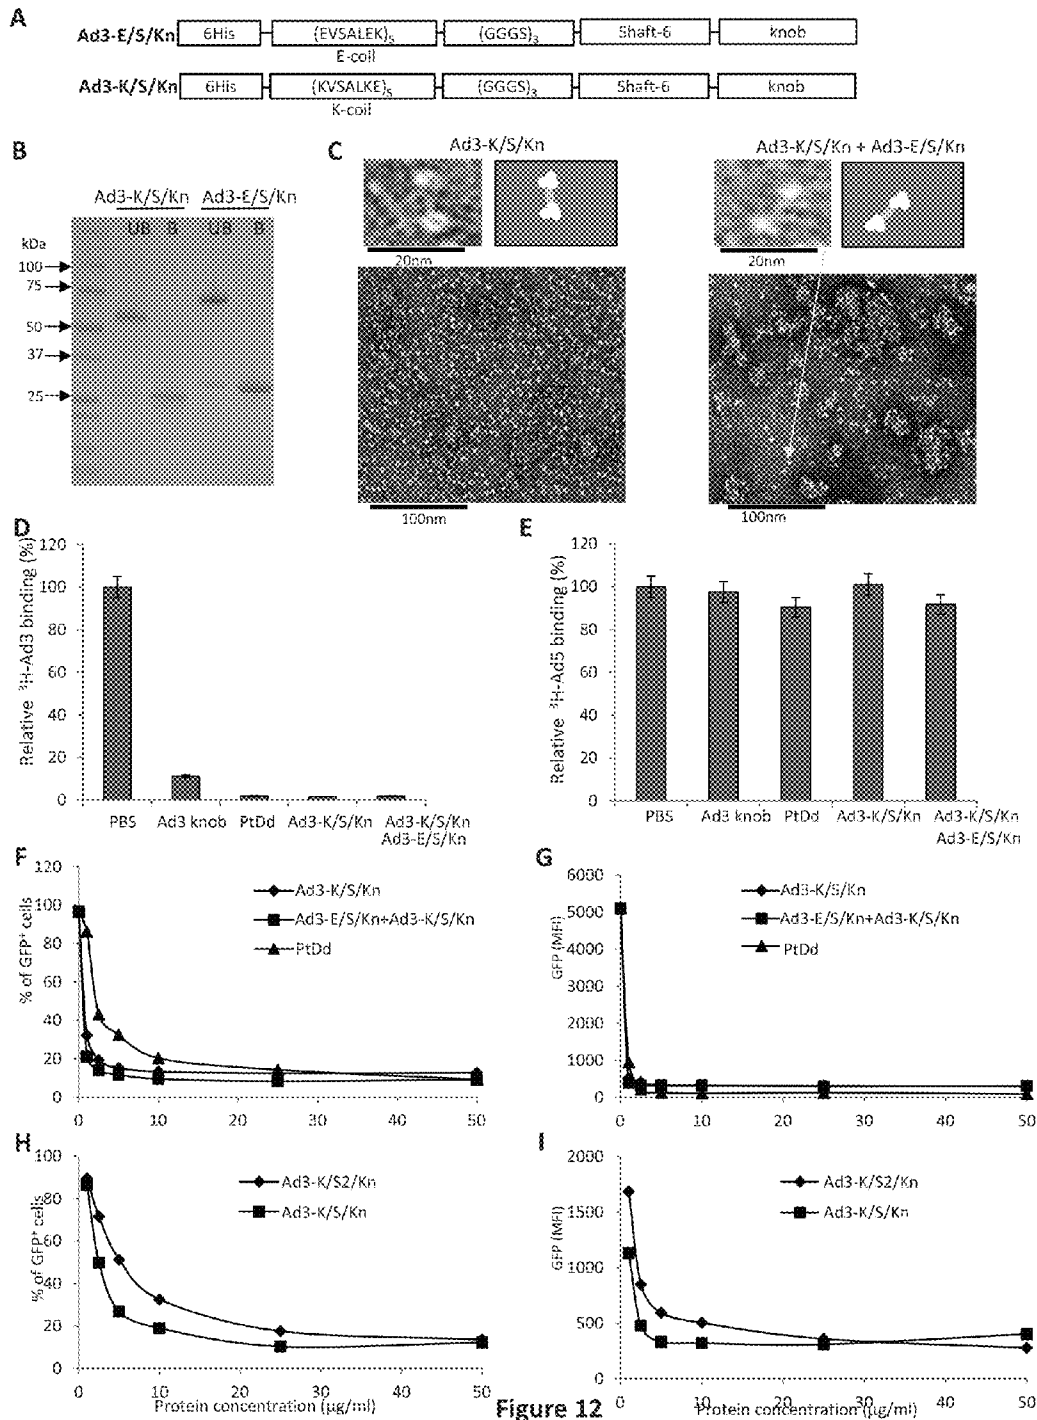 A
Ad3-E/S/Kn 6His (EVSALEK)5 (GGGS)3 Shaft-6 knob
E-coil
Ad3-K/S/Kn 6His (KVSALKE)5 (GGGS)3 Shaft-6 knob
K-coil
B
Ad3-K/S/Kn Ad3-E/S/Kn
UB B UB B
kDa
100
75
50
37
25
C
Ad3-K/S/Kn
Ad3-K/S/Kn + Ad3-E/S/Kn
20nm
20nm
100nm
100nm
D
Relative ³H-Ad3 binding (%)
120
100
80
60
40
20
0
PBS Ad3 knob PtDd Ad3-K/S/Kn Ad3-K/S/Kn
Ad3-E/S/Kn
E
Relative ³H-Ad5 binding (%)
120
100
80
60
40
20
0
PBS Ad3 knob PtDd Ad3-K/S/Kn Ad3-K/S/Kn
Ad3-E/S/Kn
F
% of GFP⁺ cells
120
100
80
60
40
20
0
Ad3-K/S/Kn
Ad3-E/S/Kn+Ad3-K/S/Kn
PtDd
0 10 20 30 40 50
G
GFP (MFI)
6000
5000
4000
3000
2000
1000
0
Ad3-K/S/Kn
Ad3-E/S/Kn+Ad3-K/S/Kn
PtDd
0 10 20 30 40 50
H
% of GFP⁺ cells
100
80
60
40
20
0
Ad3-K/S2/Kn
Ad3-K/S/Kn
0 10 20 30 40 50
Protein concentration (µg/ml)
I
GFP (MFI)
2000
1500
1000
500
0
Ad3-K/S2/Kn
Ad3-K/S/Kn
0 10 20 30 40 50
Protein concentration (µg/ml)
Figure 12